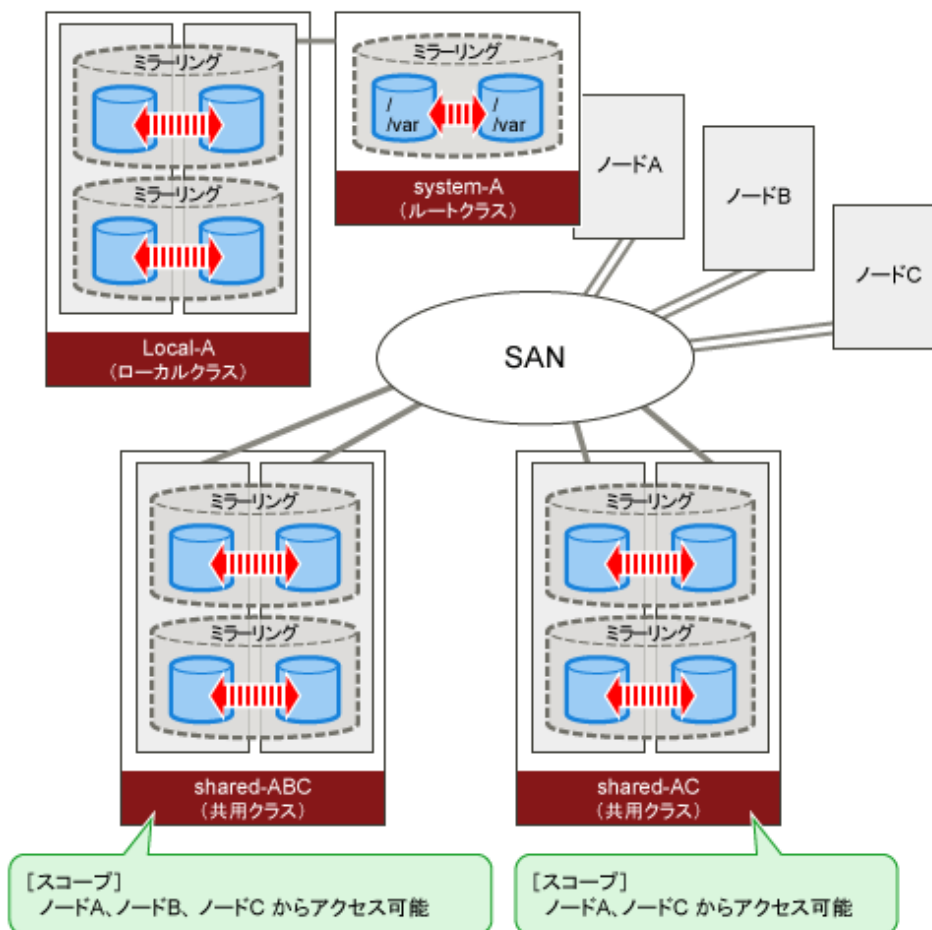 ミラーリング
ミラーリング
Local-A
（ローカルクラス）
ミラーリング
/
/var
/
/var
system-A
（ルートクラス）
ノードA
ノードB
ノードC
SAN
ミラーリング
ミラーリング
shared-ABC
（共用クラス）
ミラーリング
ミラーリング
shared-AC
（共用クラス）
［スコープ］
ノードA、ノードB、 ノードC からアクセス可能
［スコープ］
ノードA、ノードC からアクセス可能